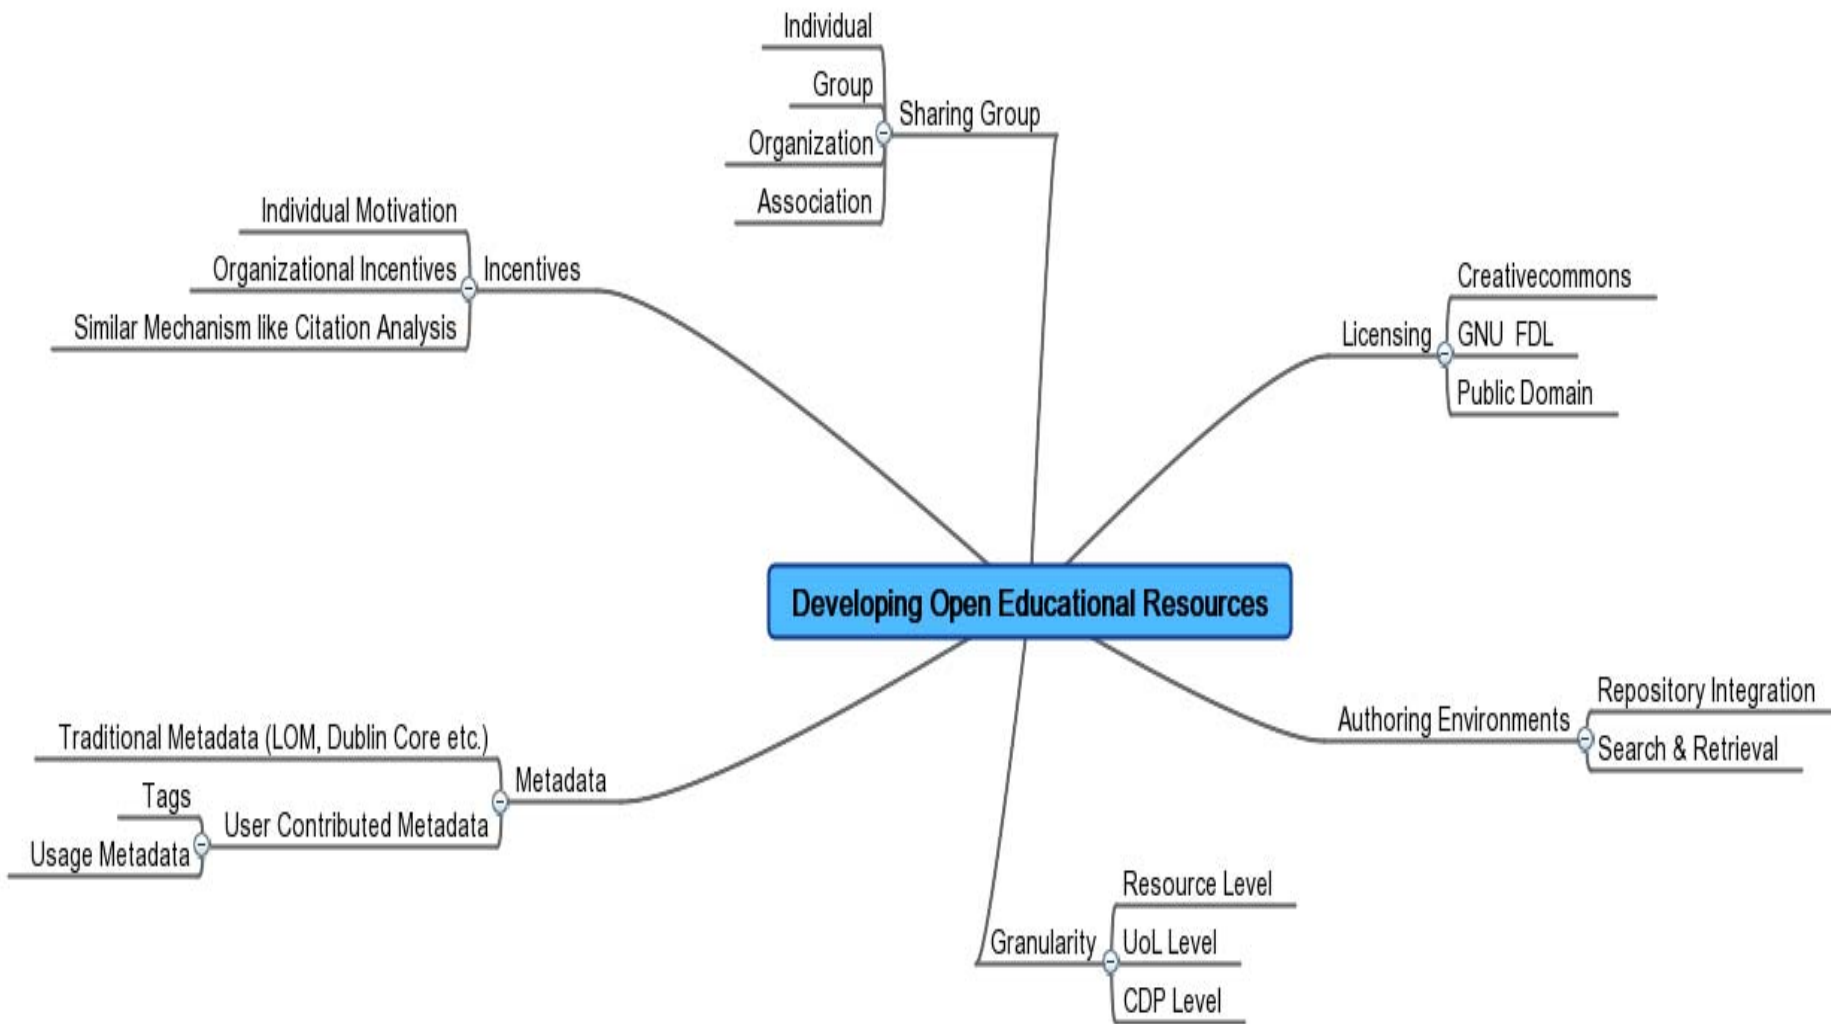 Individual
Group
Sharing Group
Organization
Association
Individual Motivation
Organizational Incentives
Incentives
Similar Mechanism like Citation Analysis
Creativecommons
Licensing
GNU  FDL
Public Domain
Developing Open Educational Resources
Repository Integration
Authoring Environments
Search & Retrieval
Traditional Metadata (LOM, Dublin Core etc.)
Metadata
Tags
User Contributed Metadata
Usage Metadata
Resource Level
Granularity
UoL Level
CDP Level